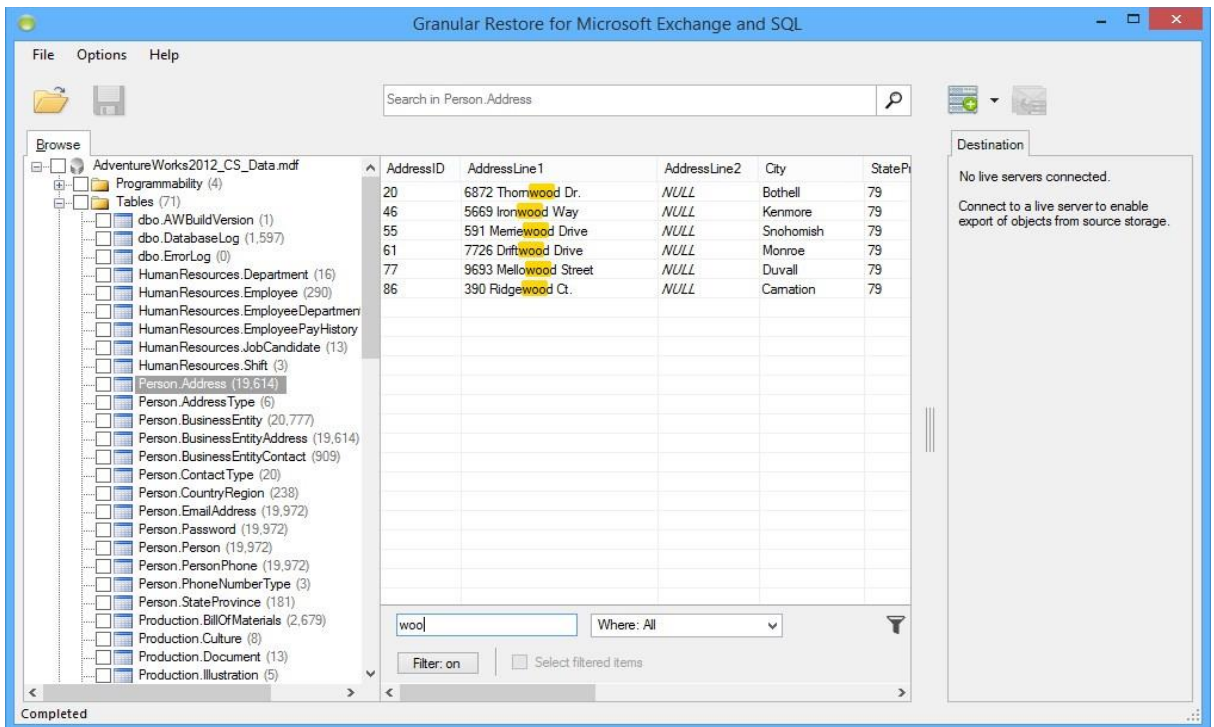 Granular Restore for Microsoft Exchange and SQL
File Options Help
Search in Person.Address
Browse
Destination
AdventureWorks2012_CS_Data.mdf
Programmability (4)
Tables (71)
dbo.AWBuildVersion (1)
dbo.DatabaseLog (1,597)
dbo.ErrorLog (0)
HumanResources.Department (16)
HumanResources.Employee (290)
HumanResources.EmployeeDepartmen
HumanResources.EmployeePayHistory
HumanResources.JobCandidate (13)
HumanResources.Shift (3)
Person.Address (19,614)
Person.AddressType (6)
Person.BusinessEntity (20,777)
Person.BusinessEntityAddress (19,614)
Person.BusinessEntityContact (909)
Person.ContactType (20)
Person.CountryRegion (238)
Person.EmailAddress (19,972)
Person.Password (19,972)
Person.Person (19,972)
Person.PersonPhone (19,972)
Person.PhoneNumberType (3)
Person.StateProvince (181)
Production.BillOfMaterials (2,679)
Production.Culture (8)
Production.Document (13)
Production.Illustration (5)
AddressID AddressLine1 AddressLine2 City StatePr
20 6872 Thornwood Dr. NULL Bothell 79
46 5669 Ironwood Way NULL Kenmore 79
55 591 Merriewood Drive NULL Snohomish 79
61 7726 Driftwood Drive NULL Monroe 79
77 9693 Mellowood Street NULL Duvall 79
86 390 Ridgewood Ct. NULL Carnation 79
woo Where: All
Filter: on Select filtered items
No live servers connected.
Connect to a live server to enable
export of objects from source storage.
Completed